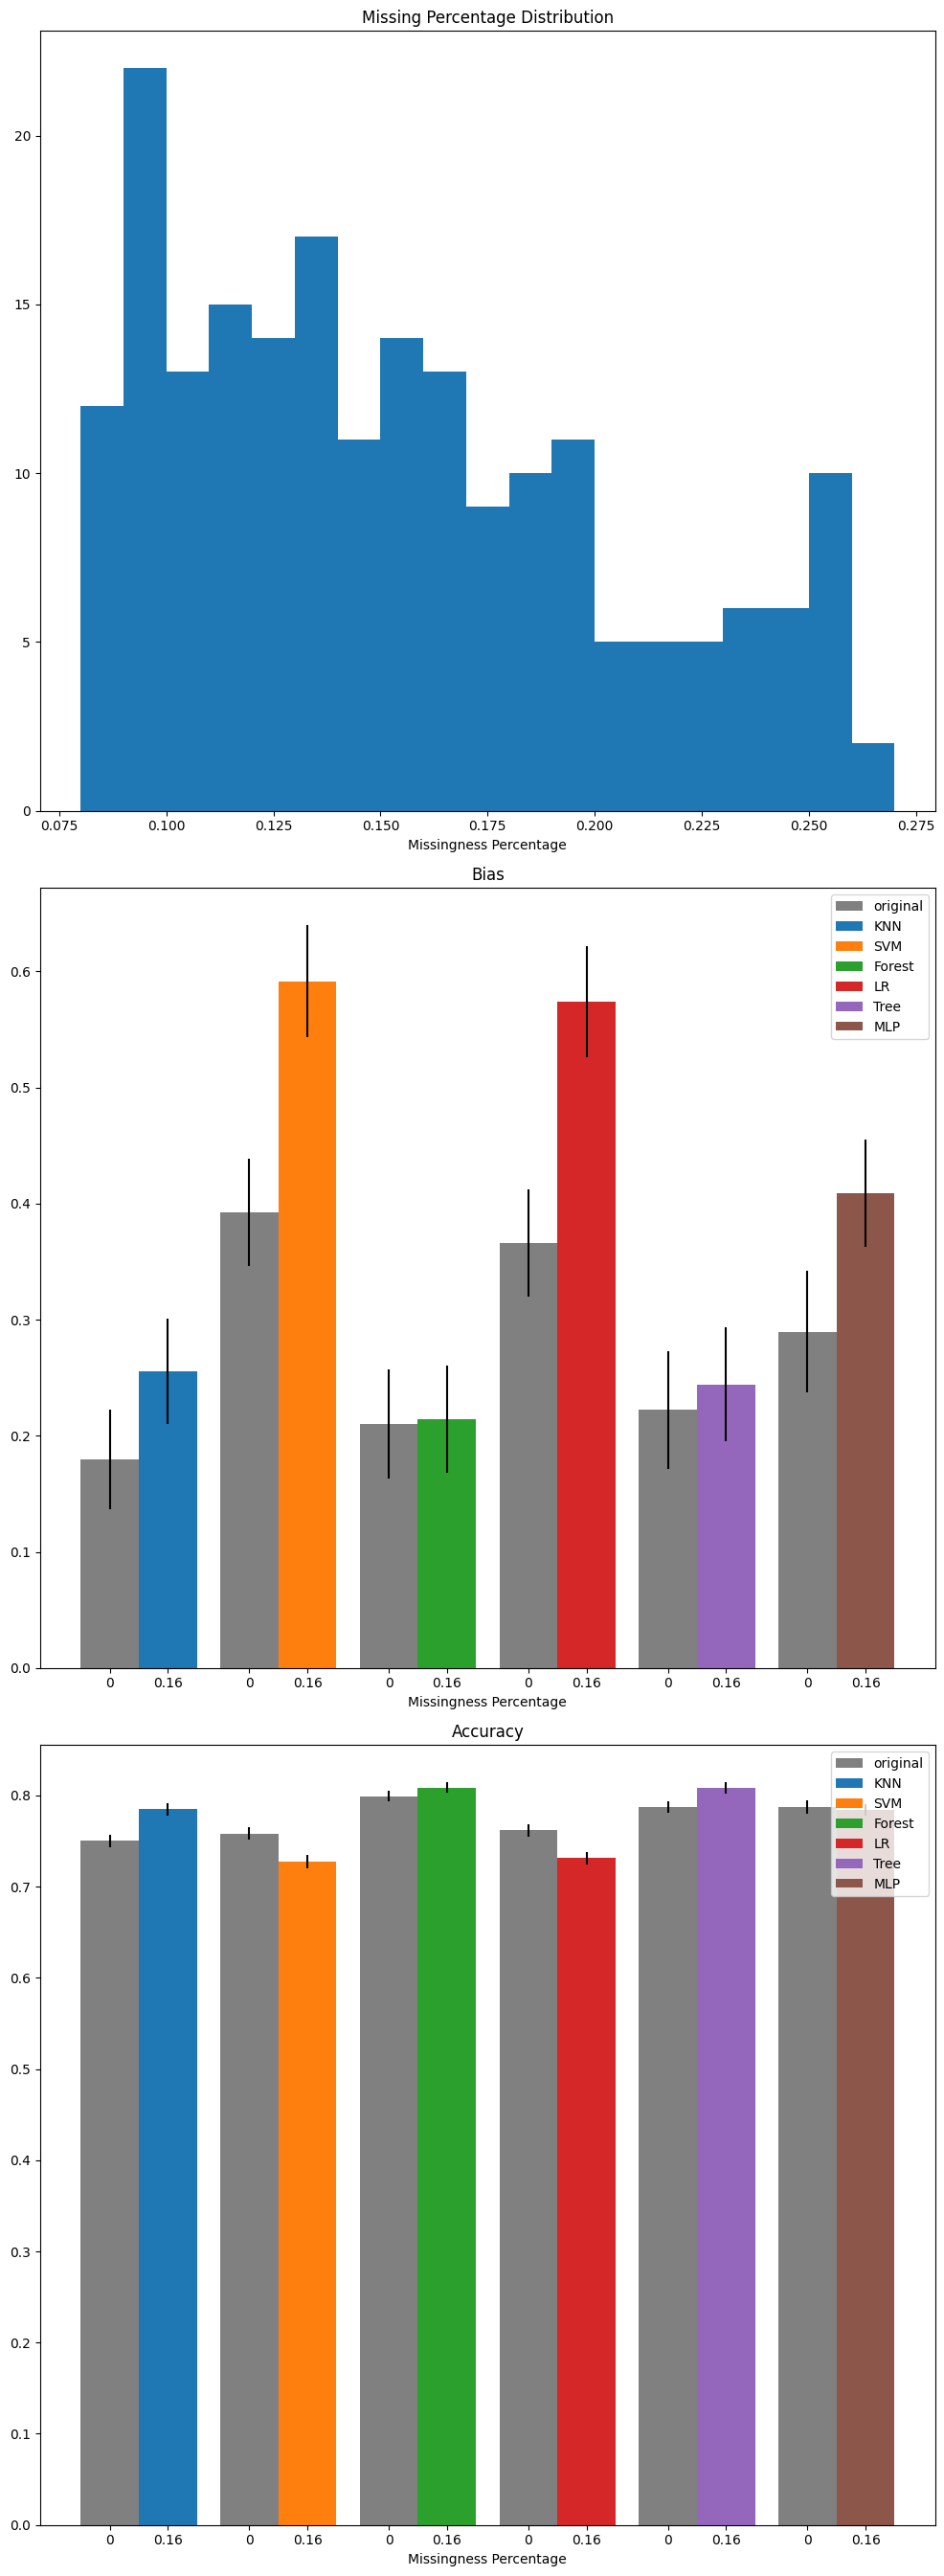 Missing Percentage Distribution
20
15
10
5
0
0.075 0.100 0.125 0.150 0.175 0.200 0.225 0.250 0.275
Missingness Percentage
Bias
original
KNN
SVM
Forest
LR
Tree
MLP
0.6
0.5
0.4
0.3
0.2
0.1
0.0
0 0.16 0 0.16 0 0.16 0 0.16 0 0.16 0 0.16
Missingness Percentage
Accuracy
original
KNN
SVM
Forest
LR
Tree
MLP
0.8
0.7
0.6
0.5
0.4
0.3
0.2
0.1
0.0
0 0.16 0 0.16 0 0.16 0 0.16 0 0.16 0 0.16
Missingness Percentage